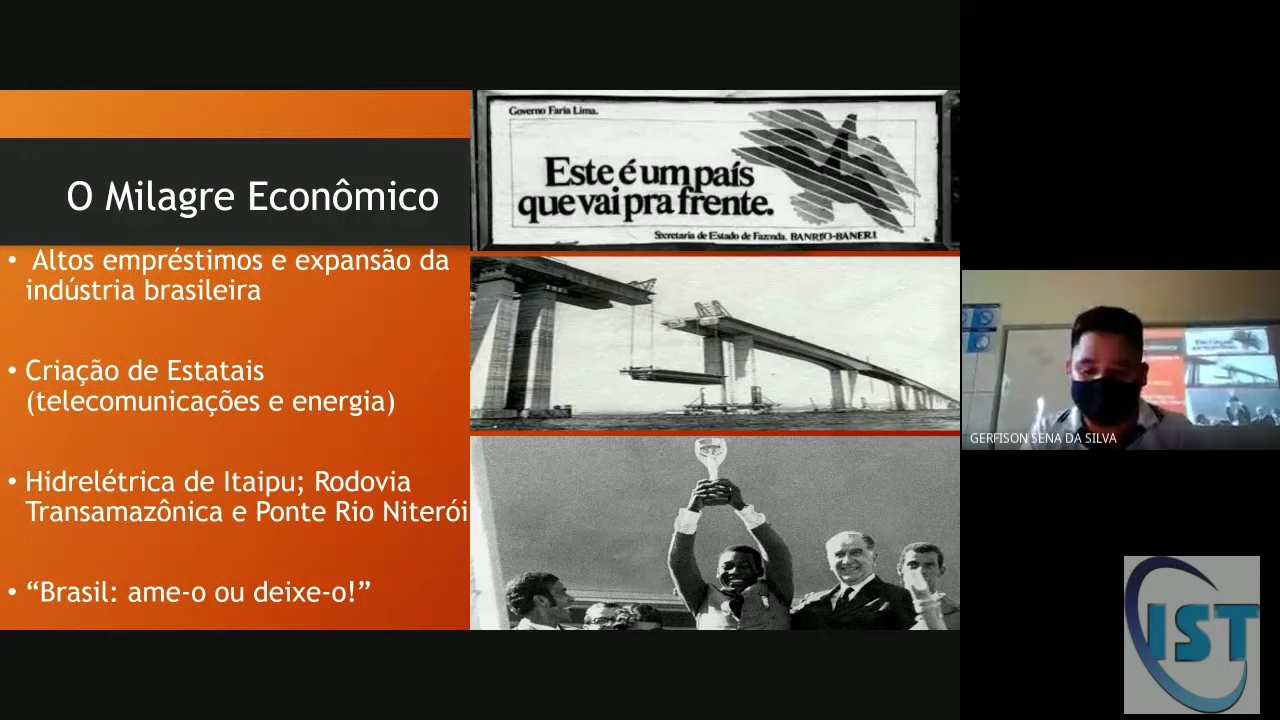 O Milagre Econômico
• Altos empréstimos e expansão da
indústria brasileira
• Criação de Estatais
(telecomunicações e energia)
• Hidrelétrica de Itaipu; Rodovia
Transamazônica e Ponte Rio Niterói
• “Brasil: ame-o ou deixe-o!”
Governo Faria Lima.
Este é um país
que vai pra frente.
Secretaria de Estado de Fazenda. BANRIO-BANERJ.
GERFISON SENA DA SILVA
IST